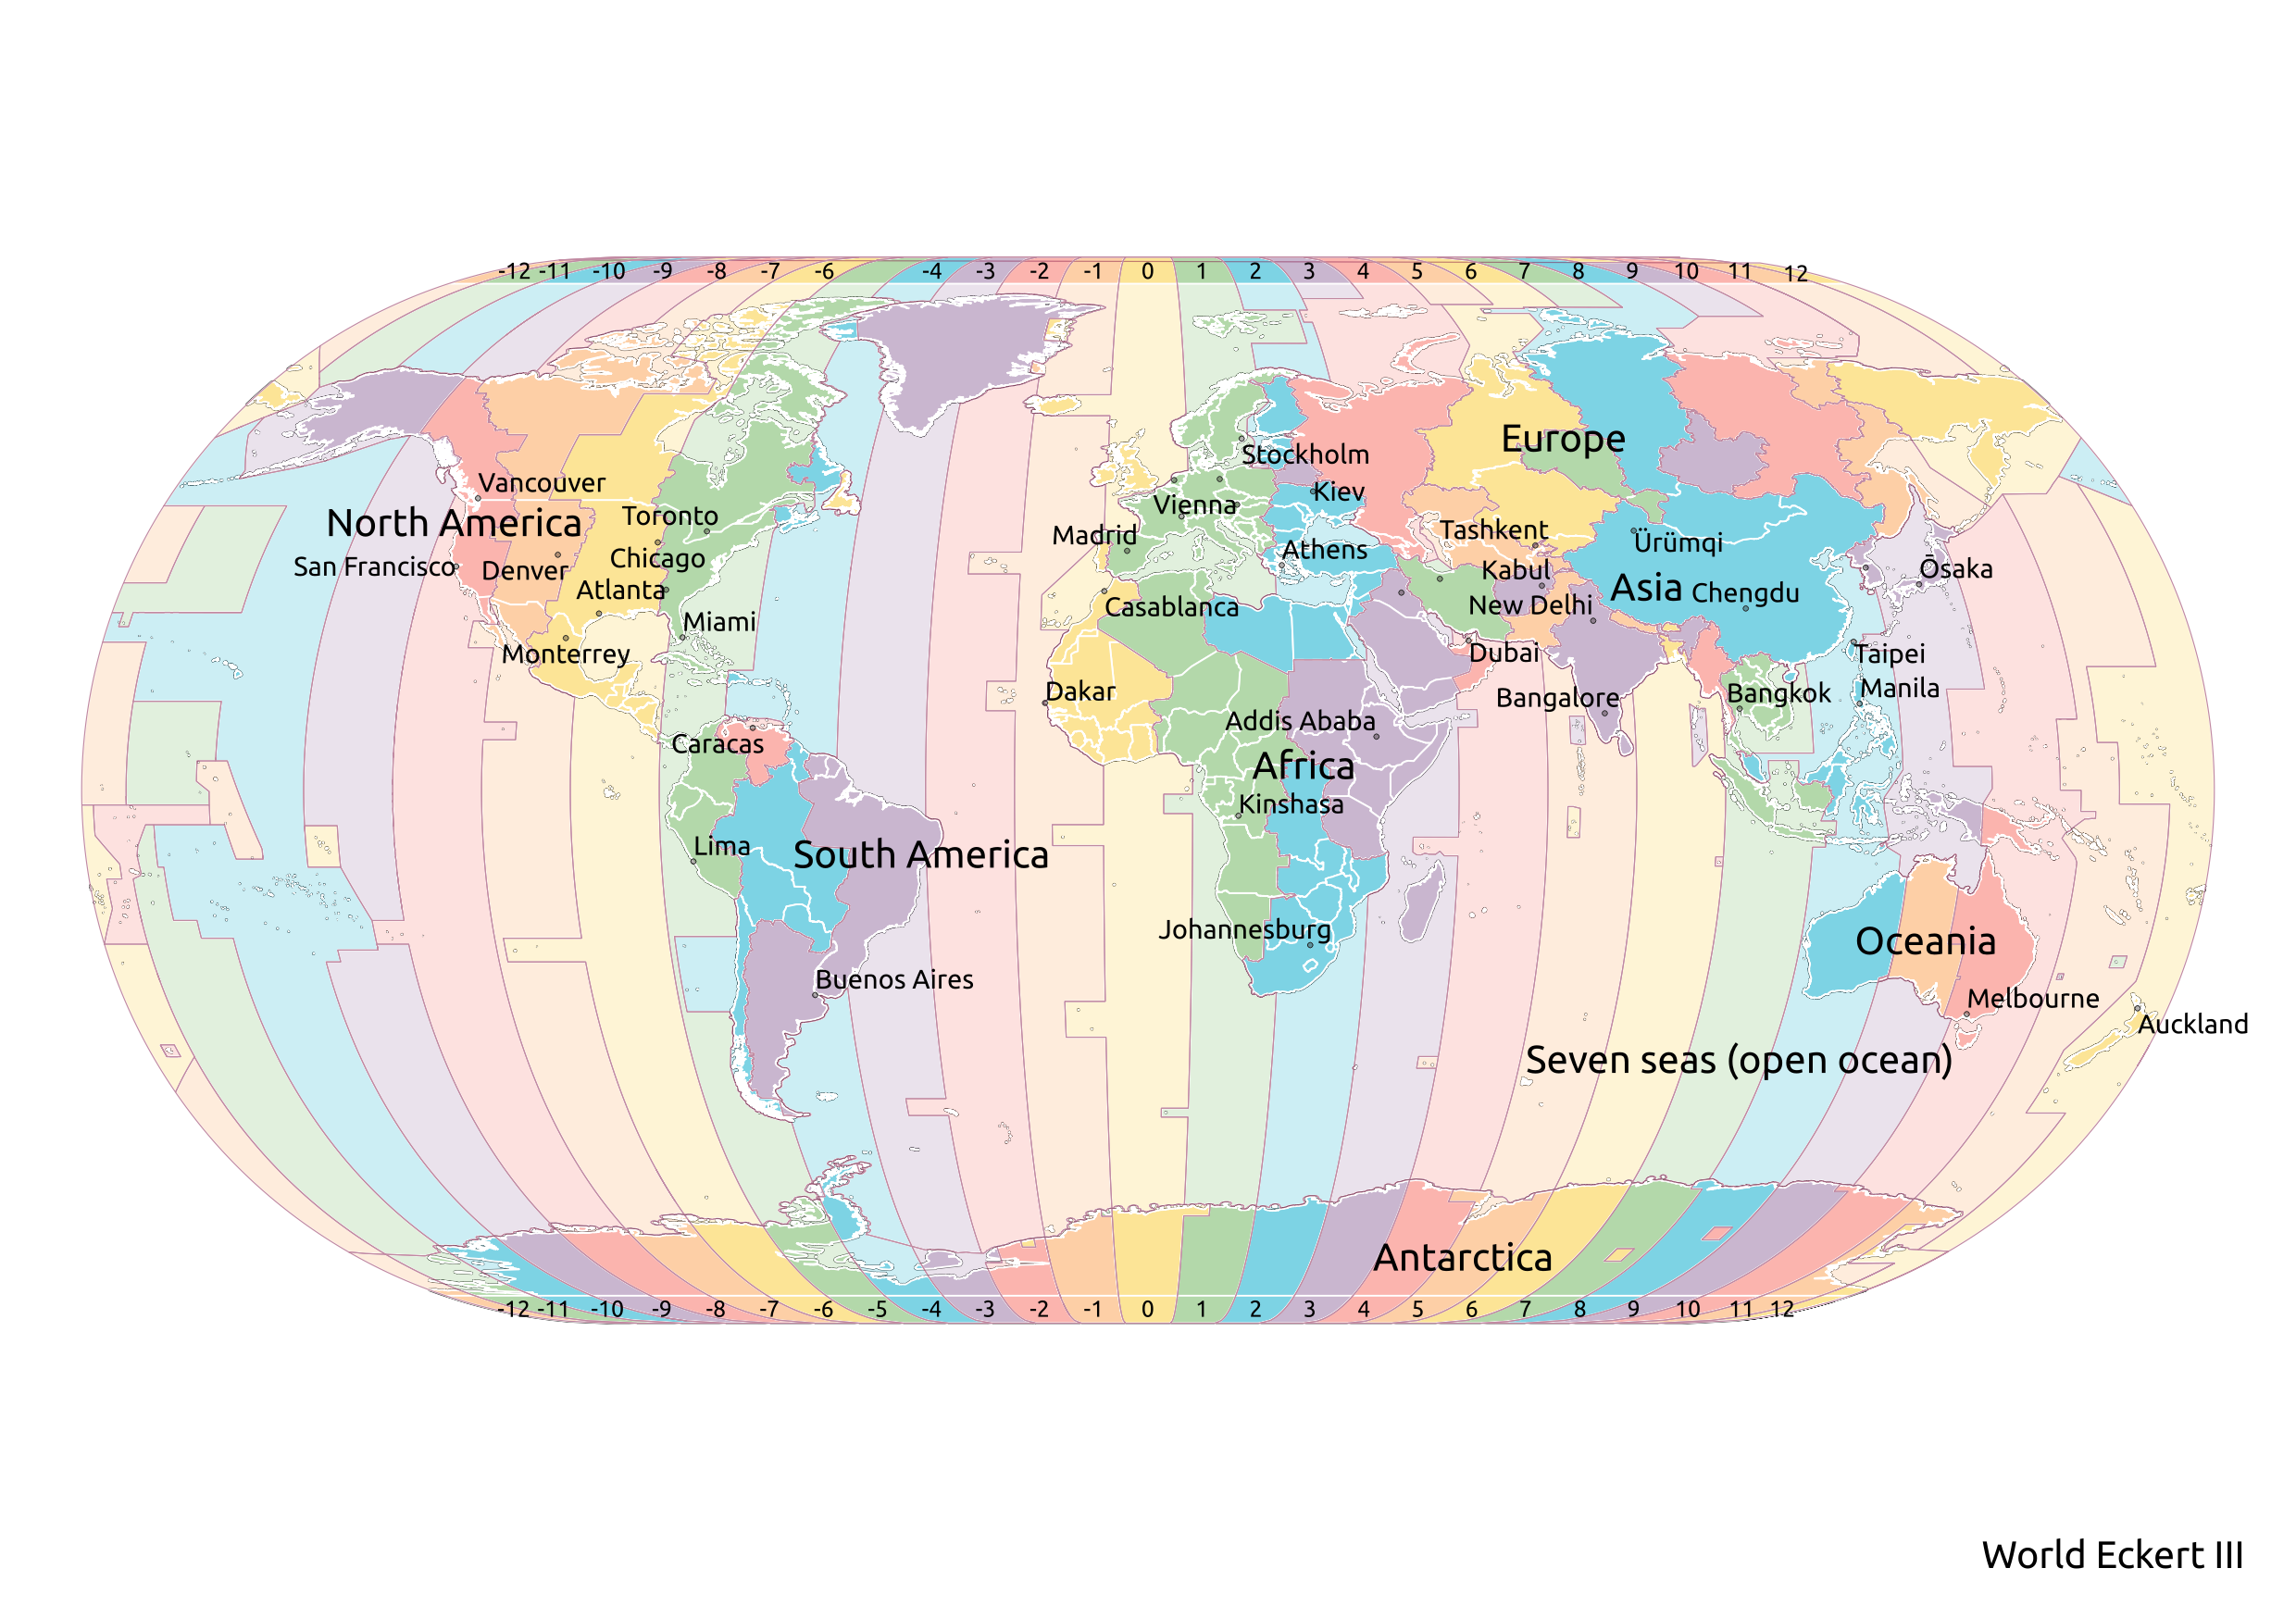 -12 -11 -10 -9 -8 -7 -6 -4 -3 -2 -1 0 1 2 3 4 5 6 7 8 9 10 11 12
Europe
Stockholm
Vancouver
Kiev
Vienna
North America
Toronto
Madrid
Tashkent
Ürümqi
Chicago
Athens
San Francisco
Denver
Kabul
Ōsaka
Atlanta
Asia
Chengdu
Casablanca
New Delhi
Miami
Monterrey
Dubai
Taipei
Dakar
Bangalore
Bangkok
Manila
Addis Ababa
Caracas
Africa
Kinshasa
Lima
South America
Johannesburg
Oceania
Buenos Aires
Melbourne
Auckland
Seven seas (open ocean)
Antarctica
-12 -11 -10 -9 -8 -7 -6 -5 -4 -3 -2 -1 0 1 2 3 4 5 6 7 8 9 10 11 12
World Eckert III